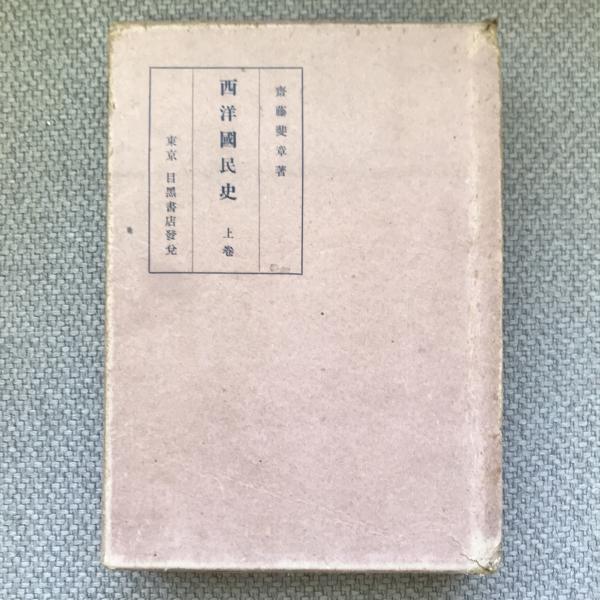 齋藤斐章著
西洋國民史 上卷
東京 目黑書店發兌